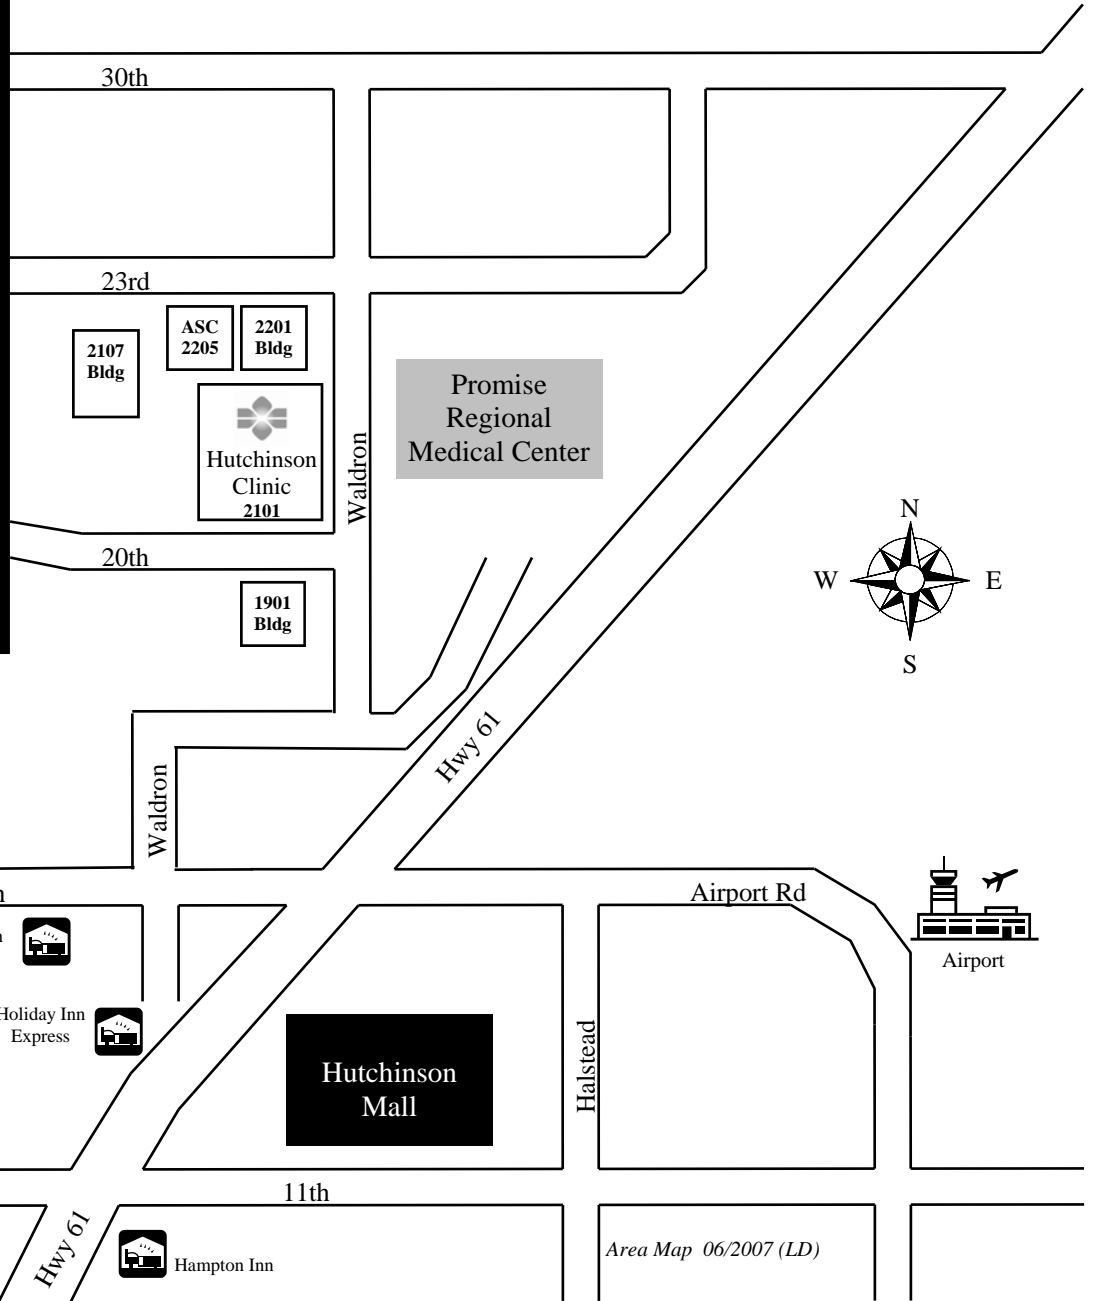 30th
23rd
ASC
2205
2201
Bldg
2107
Bldg
Promise
Regional
Medical Center
Hutchinson
Clinic
2101
Waldron
N
W
E
S
20th
1901
Bldg
Hwy 61
Waldron
Airport Rd
Airport
Holiday Inn
Express
Hutchinson
Mall
Halstead
11th
Hwy 61
Hampton Inn
Area Map 06/2007 (LD)